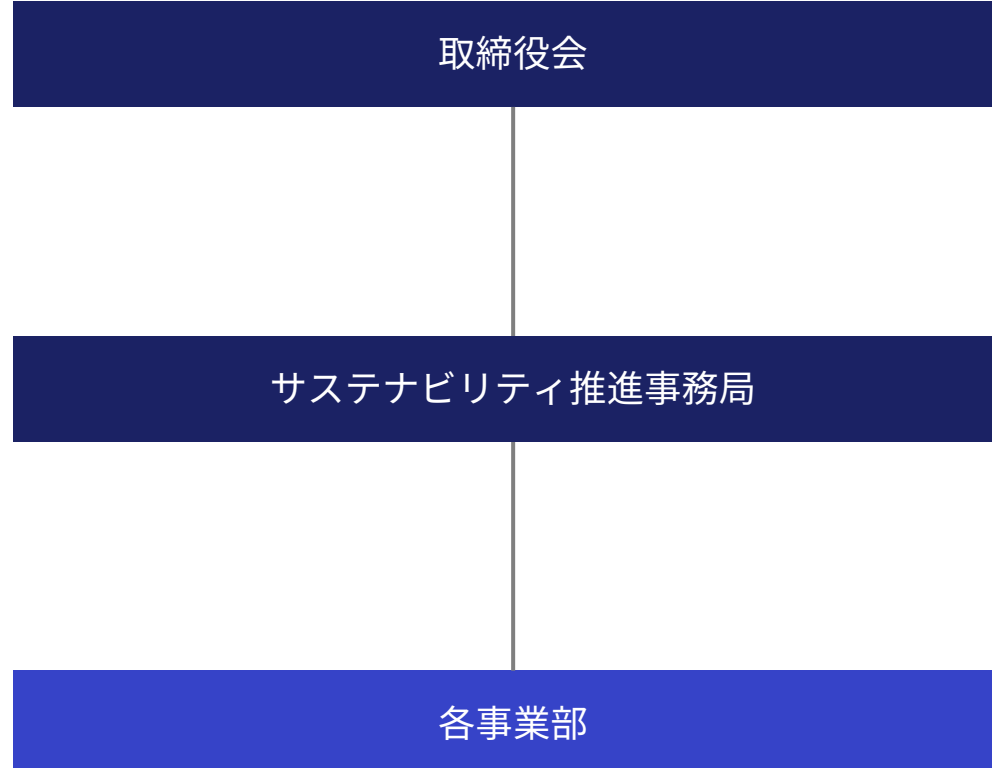 取締役会
サステナビリティ推進事務局
各事業部